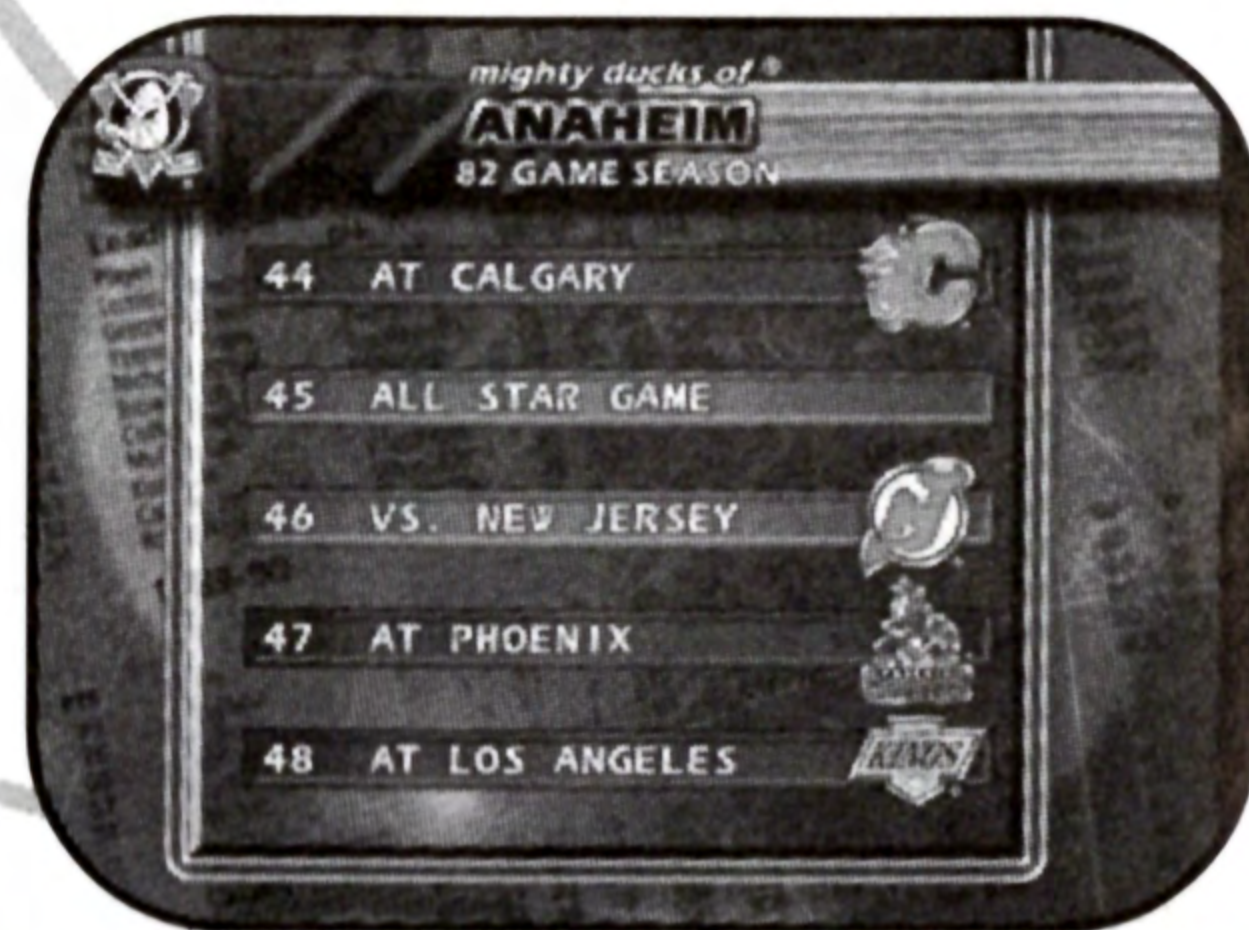 mighty ducks of ®
ANAHEIM
82 GAME SEASON
44 AT CALGARY
45 ALL STAR GAME
46 VS. NEW JERSEY
47 AT PHOENIX
48 AT LOS ANGELES
KINGS